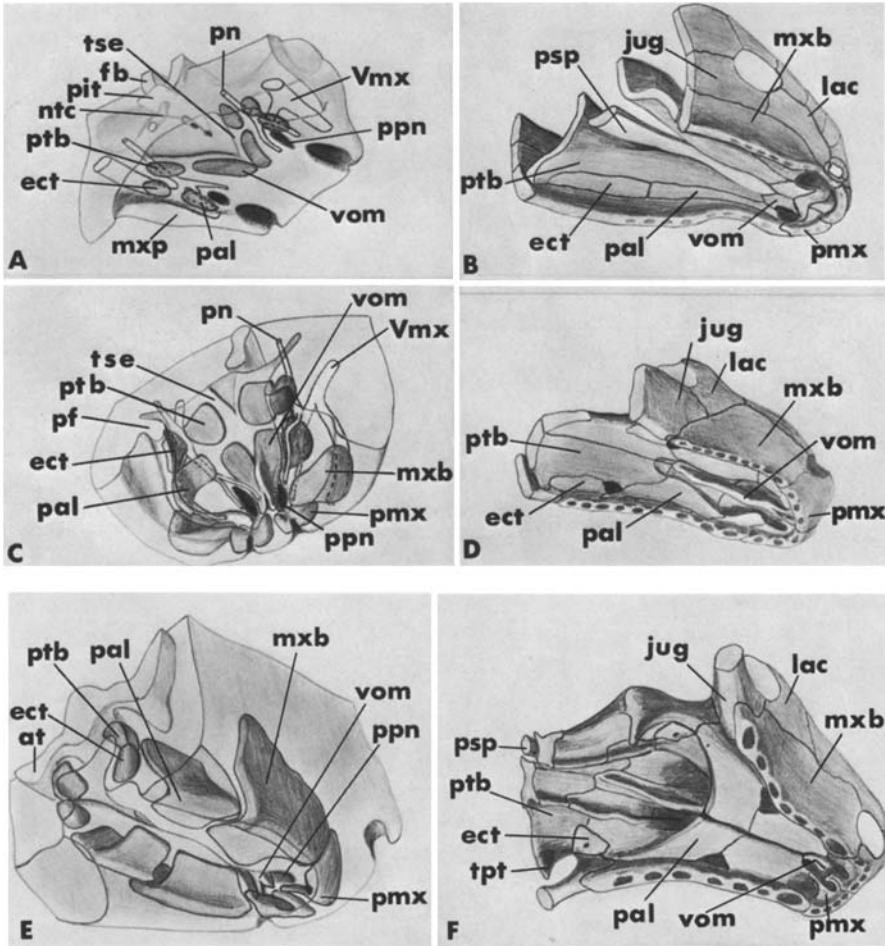 pn
tse
fb
pit
ntc
ptb
ect
Vmx
ppn
mxp
pal
vom
A
jug
psp
mxb
lac
ptb
ect
pal
vom
pmx
B
vom
pn
Vmx
tse
ptb
pf
ect
pal
mxb
pmx
ppn
C
jug
lac
mxb
ptb
vom
ect
pal
pmx
D
mxb
ptb
pal
vom
ect
ppn
at
pmx
E
jug
lac
mxb
psp
ptb
ect
tpt
pal
vom
pmx
F